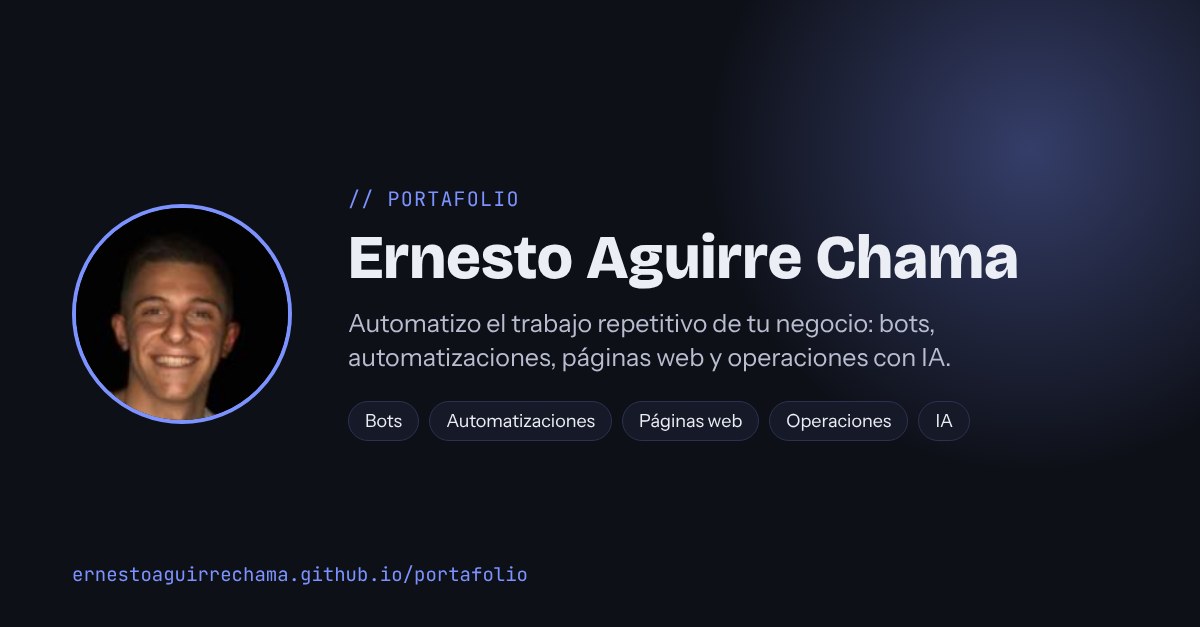 // PORTAFOLIO
Ernesto Aguirre Chama
Automatizo el trabajo repetitivo de tu negocio: bots,
automatizaciones, páginas web y operaciones con IA.
Bots Automatizaciones Páginas web Operaciones IA
ernestoaguirrechama.github.io/portafolio